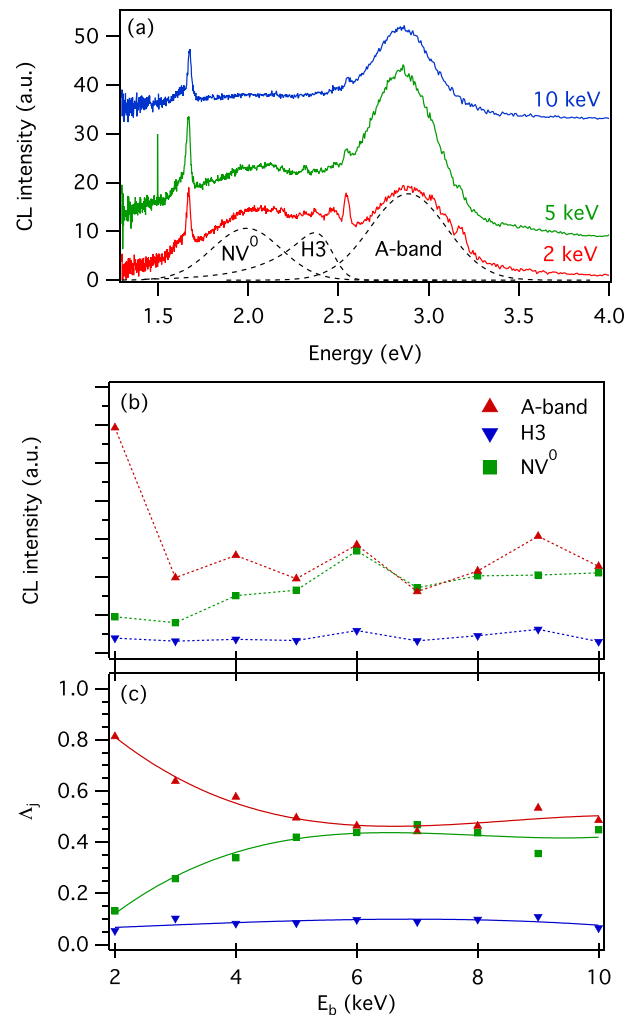 (a)
50
40
30
20
10
0
CL intensity (a.u.)
10 keV
5 keV
2 keV
NV⁰
H3
A-band
1.5 2.0 2.5 3.0 3.5 4.0
Energy (eV)
(b)
A-band
H3
NV⁰
CL intensity (a.u.)
(c)
1.0
0.8
0.6
0.4
0.2
0.0
Λj
2 4 6 8 10
Eb (keV)